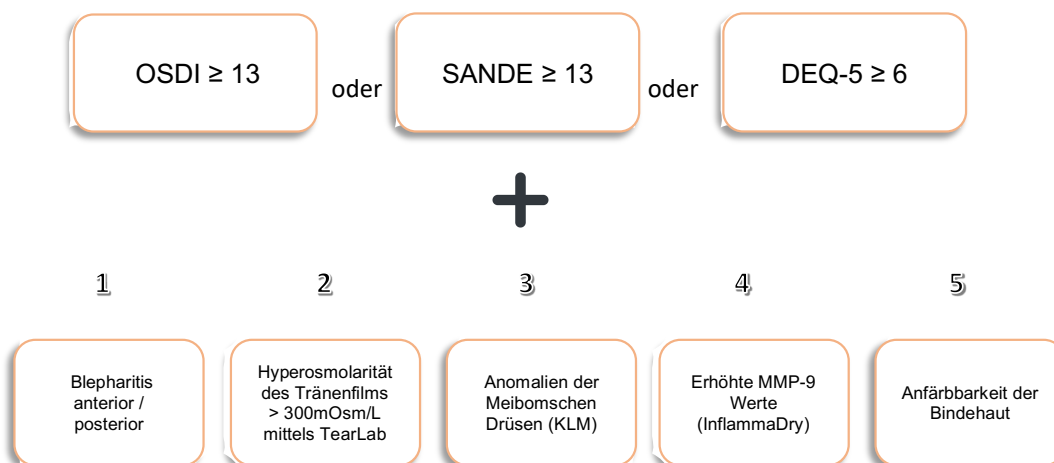 OSDI ≥ 13
oder
SANDE ≥ 13
oder
DEQ-5 ≥ 6
+
1
2
3
4
5
Blepharitis
anterior /
posterior
Hyperosmolarität
des Tränenfilms
> 300mOsm/L
mittels TearLab
Anomalien der
Meibomschen
Drüsen (KLM)
Erhöhte MMP-9
Werte
(InflammaDry)
Anfärbbarkeit der
Bindehaut